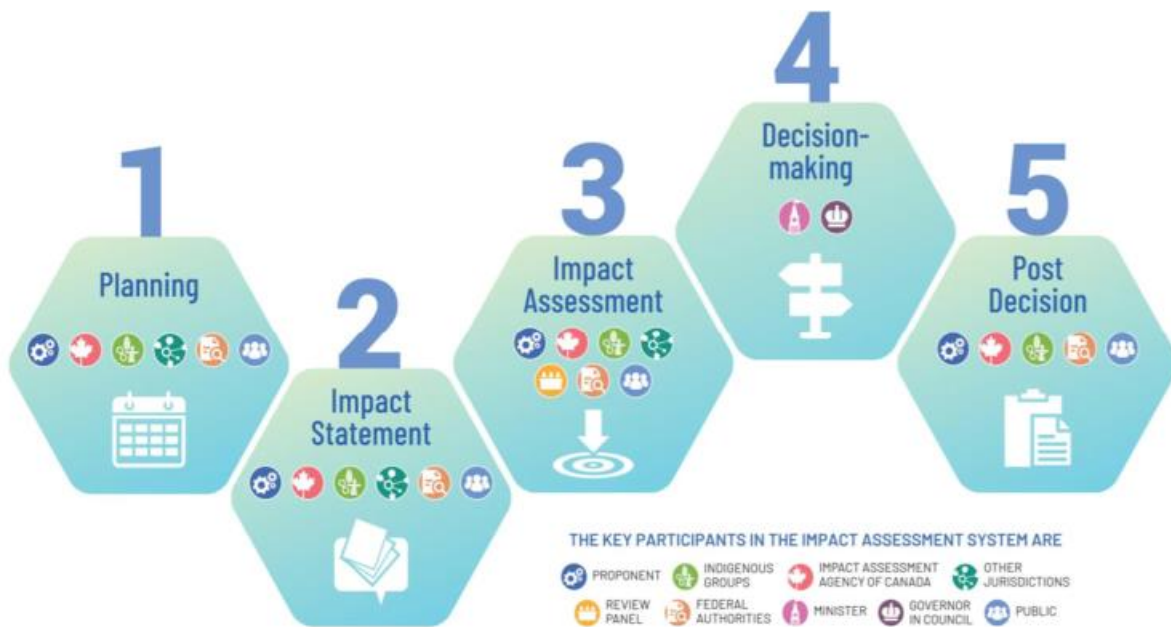 1
Planning
2
Impact
Statement
3
Impact
Assessment
4
Decision-
making
5
Post
Decision
THE KEY PARTICIPANTS IN THE IMPACT ASSESSMENT SYSTEM ARE
PROPONENT
INDIGENOUS
GROUPS
IMPACT ASSESSMENT
AGENCY OF CANADA
OTHER
JURISDICTIONS
REVIEW
PANEL
FEDERAL
AUTHORITIES
MINISTER
GOVERNOR
IN COUNCIL
PUBLIC